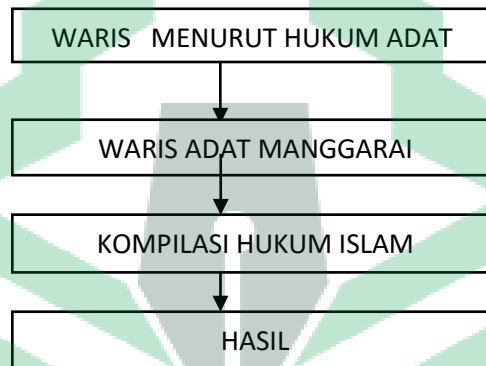 WARIS MENURUT HUKUM ADAT
WARIS ADAT MANGGARAI
KOMPILASI HUKUM ISLAM
HASIL